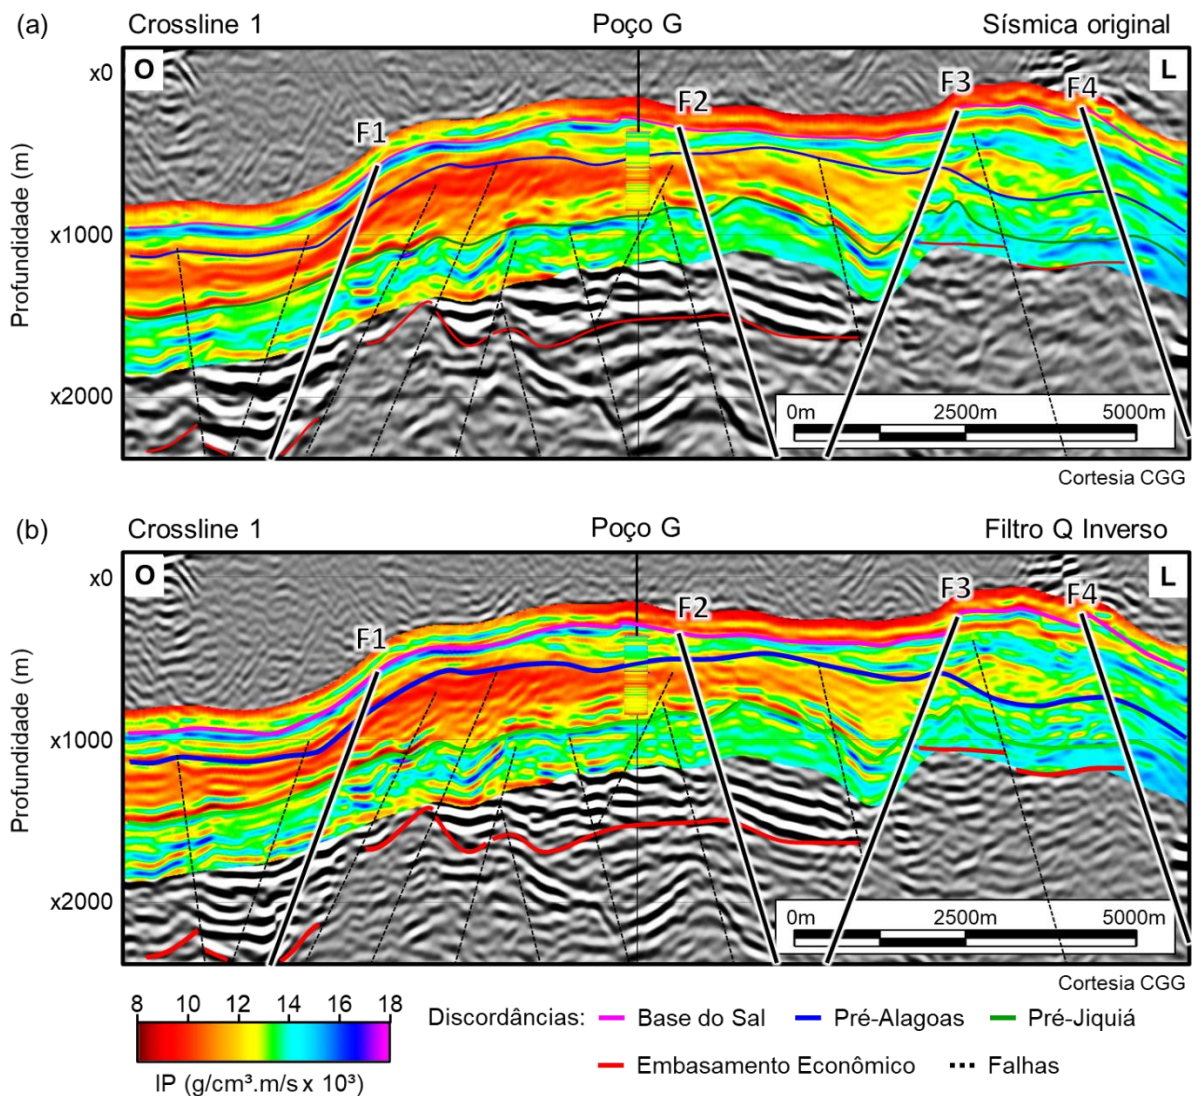 (a) Crossline 1 Poço G Sísmica original
O L
x0
F3
F4
F2
F1
Profundidade (m)
x1000
x2000
0m 2500m 5000m
Cortesia CGG
(b) Crossline 1 Poço G Filtro Q Inverso
O L
x0
F3
F4
F2
F1
Profundidade (m)
x1000
x2000
0m 2500m 5000m
Cortesia CGG
8 10 12 14 16 18
IP (g/cm³.m/s x 10³)
Discordâncias: Base do Sal Pré-Alagoas Pré-Jiquiá
Embasamento Econômico Falhas